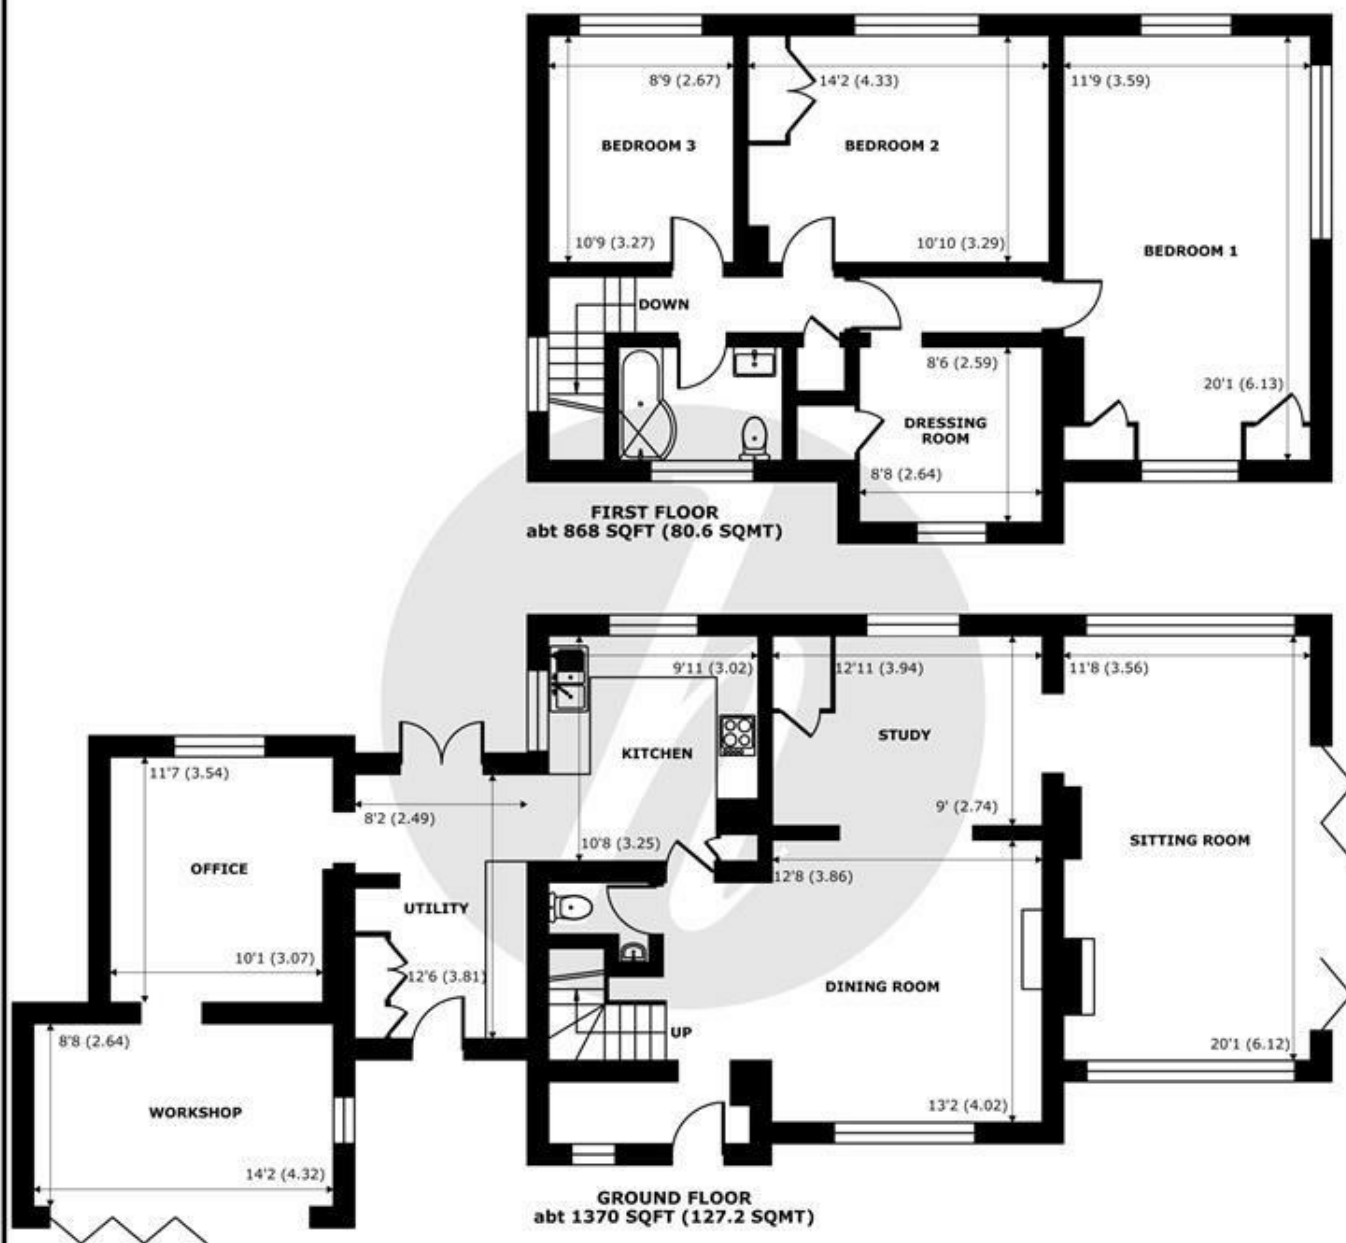 8'9 (2.67)
14'2 (4.33)
11'9 (3.59)
BEDROOM 3
BEDROOM 2
10'9 (3.27)
10'10 (3.29)
BEDROOM 1
DOWN
8'6 (2.59)
20'1 (6.13)
DRESSING
ROOM
8'8 (2.64)
FIRST FLOOR
abt 868 SQFT (80.6 SQMT)
9'11 (3.02)
12'11 (3.94)
11'8 (3.56)
KITCHEN
STUDY
11'7 (3.54)
8'2 (2.49)
9' (2.74)
10'8 (3.25)
SITTING ROOM
OFFICE
12'8 (3.86)
UTILITY
10'1 (3.07)
12'6 (3.81)
DINING ROOM
UP
8'8 (2.64)
20'1 (6.12)
WORKSHOP
13'2 (4.02)
14'2 (4.32)
GROUND FLOOR
abt 1370 SQFT (127.2 SQMT)